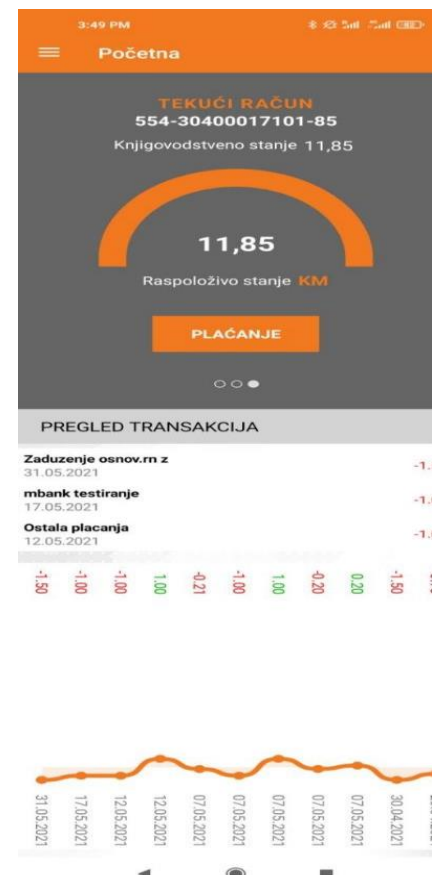 3:49 PM
Početna
TEKUĆI RAČUN
554-30400017101-85
Knjigovodstveno stanje 11,85
11,85
Raspoloživo stanje KM
PLAĆANJE
PREGLED TRANSAKCIJA
Zaduzenje osnov.rn z
31.05.2021
-1.
mbank testiranje
17.05.2021
-1.
Ostala placanja
12.05.2021
-1.
-1.50 -1.00 -1.00 1.00 -0.21 -1.00 1.00 -0.20 0.20 -1.50
31.05.2021 17.05.2021 12.05.2021 12.05.2021 07.05.2021 07.05.2021 07.05.2021 07.05.2021 07.05.2021 30.04.2021